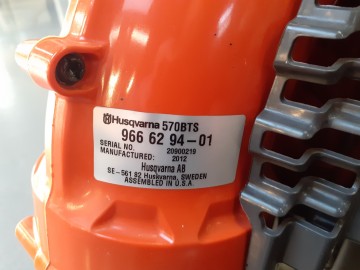 Husqvarna 570BTS
966 62 94-01
SERIAL NO. 20900219
MANUFACTURED: 2012
Husqvarna AB
SE-561 82 Huskvarna, SWEDEN
ASSEMBLED IN U.S.A.